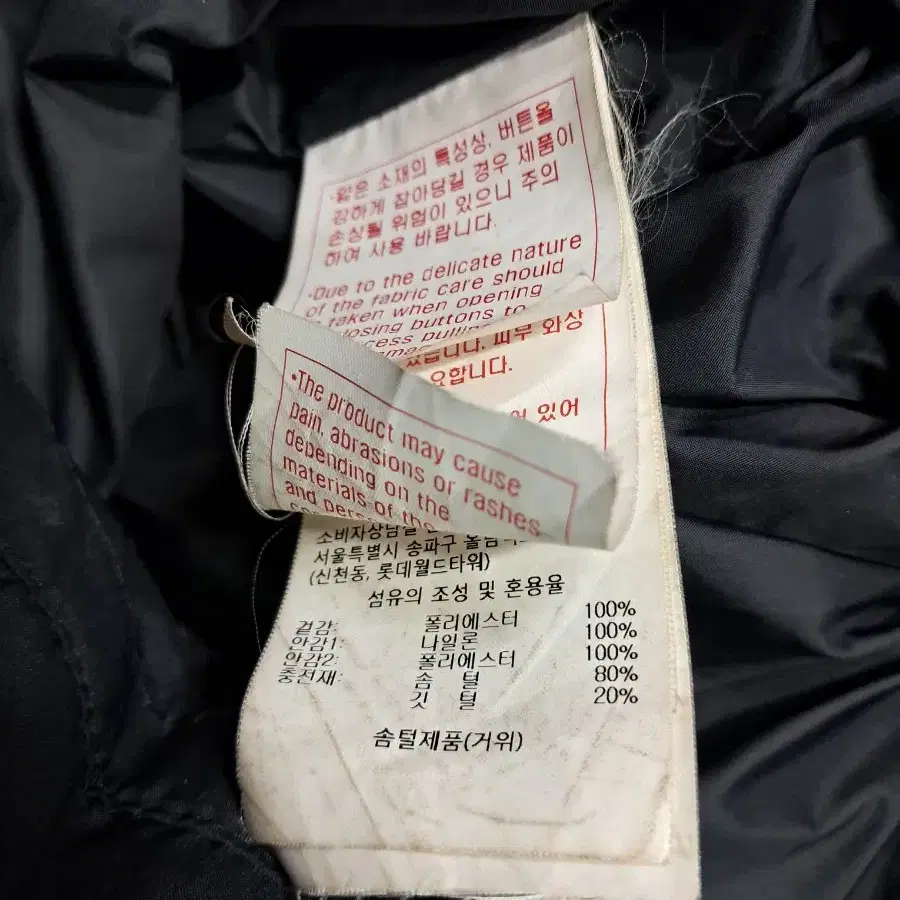 ·얇은 소재의 특성상, 버튼을
강하게 잡아당길 경우 제품이
손상될 위험이 있으니 주의
하여 사용 바랍니다.
·Due to the delicate nature
of the fabric care should
taken when opening
losing buttons to
있습니다. 피부 화상
요합니다.
있어
·The product may cause
pain, abrasions or rashes
depending on the
materials of the
and
소비자상담실
서울특별시 송파구
(신천동, 롯데월드타워)
섬유의 조성 및 혼용율
겉감: 폴리에스터 100%
안감1: 나일론 100%
안감2: 폴리에스터 100%
충전재: 솜 털 80%
깃 털 20%
솜털제품(거위)